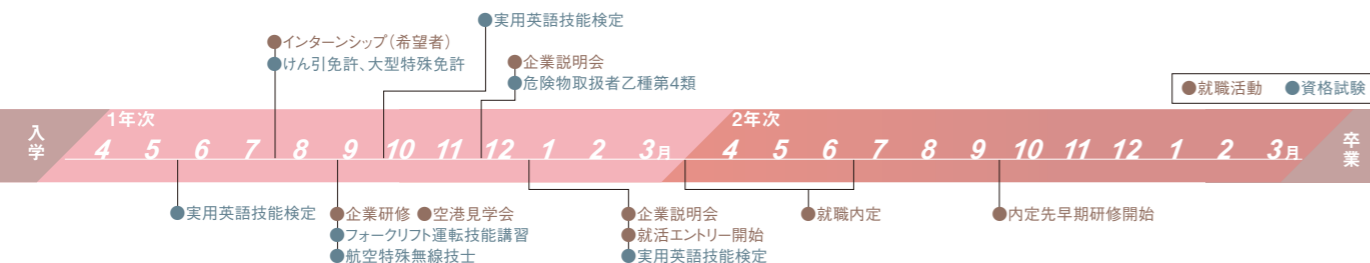 ●実用英語技能検定
●インターンシップ（希望者）
●けん引免許、大型特殊免許
●企業説明会
●危険物取扱者乙種第4類
●就職活動 ●資格試験
入学
1年次
2年次
4 5 6 7 8 9 10 11 12 1 2 3月 4 5 6 7 8 9 10 11 12 1 2 3月
卒業
●実用英語技能検定
●企業研修 ●空港見学会
●フォークリフト運転技能講習
●航空特殊無線技士
●企業説明会
●就活エントリー開始
●実用英語技能検定
●就職内定
●内定先早期研修開始